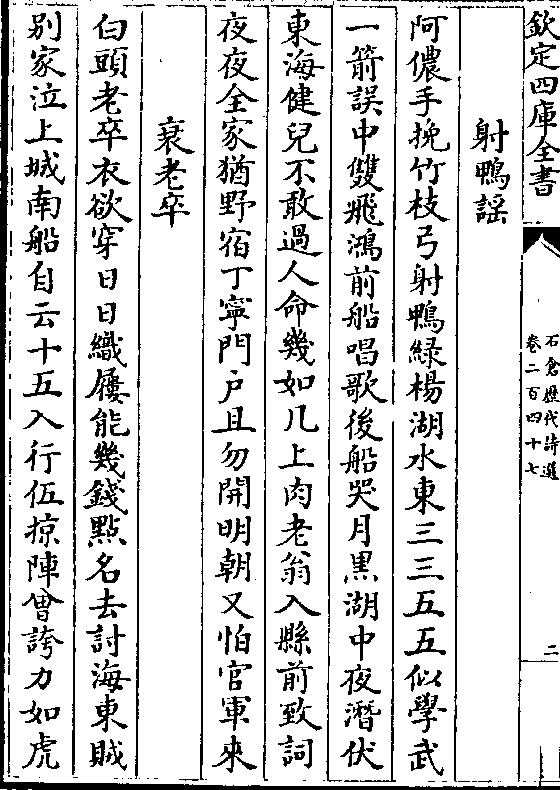 欽定四庫全書
石倉歷代詩選
卷二百四十七
二
射鴨謡
阿儂手挽竹枝弓射鴨緑楊湖水東三三五五似學武
一箭誤中雙飛鴻前船唱歌後船哭月黒湖中夜潛伏
東海健兒不敢過人命幾如几上肉老翁入縣前致詞
夜夜全家猶野宿丁寧門户且勿開明朝又怕官軍來
衰老卒
白頭老卒衣欲穿日日織屨能幾錢點名去討海東賊
别家泣上城南船自云十五入行伍掠陣曾誇力如虎